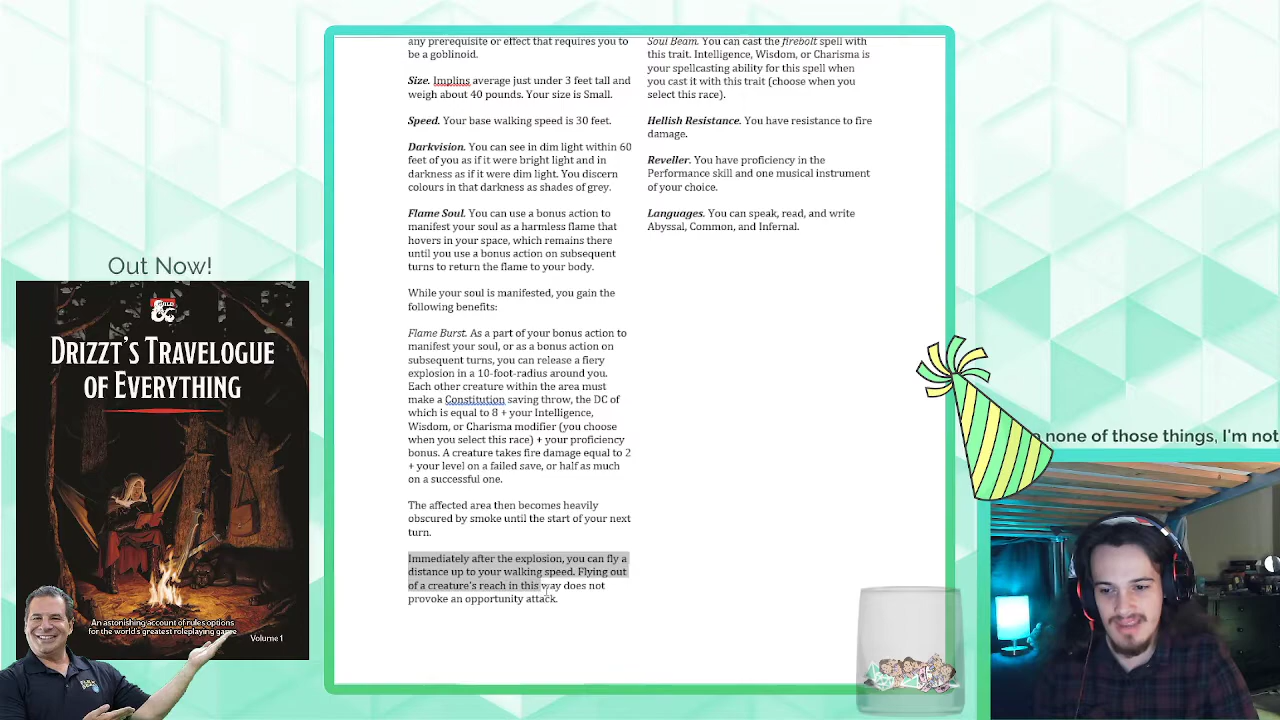 any prerequisite or effect that requires you to
be a goblinoid.
Size. Implins average just under 3 feet tall and
weigh about 40 pounds. Your size is Small.
Speed. Your base walking speed is 30 feet.
Darkvision. You can see in dim light within 60
feet of you as if it were bright light and in
darkness as if it were dim light. You discern
colours in that darkness as shades of grey.
Flame Soul. You can use a bonus action to
manifest your soul as a harmless flame that
hovers in your space, which remains there
until you use a bonus action on subsequent
turns to return the flame to your body.
While your soul is manifested, you gain the
following benefits:
Flame Burst. As a part of your bonus action to
manifest your soul, or as a bonus action on
subsequent turns, you can release a fiery
explosion in a 10-foot-radius around you.
Each other creature within the area must
make a Constitution saving throw, the DC of
which is equal to 8 + your Intelligence,
Wisdom, or Charisma modifier (you choose
when you select this race) + your proficiency
bonus. A creature takes fire damage equal to 2
+ your level on a failed save, or half as much
on a successful one.
The affected area then becomes heavily
obscured by smoke until the start of your next
turn.
Immediately after the explosion, you can fly a
distance up to your walking speed. Flying out
of a creature's reach in this way does not
provoke an opportunity attack.
Soul Beam. You can cast the firebolt spell with
this trait. Intelligence, Wisdom, or Charisma is
your spellcasting ability for this spell when
you cast it with this trait (choose when you
select this race).
Hellish Resistance. You have resistance to fire
damage.
Reveller. You have proficiency in the
Performance skill and one musical instrument
of your choice.
Languages. You can speak, read, and write
Abyssal, Common, and Infernal.
Out Now!
DRIZZT'S TRAVELOGUE
OF EVERYTHING
An astonishing account of rules options
for the world's greatest roleplaying game
Volume 1
none of those things, I'm not